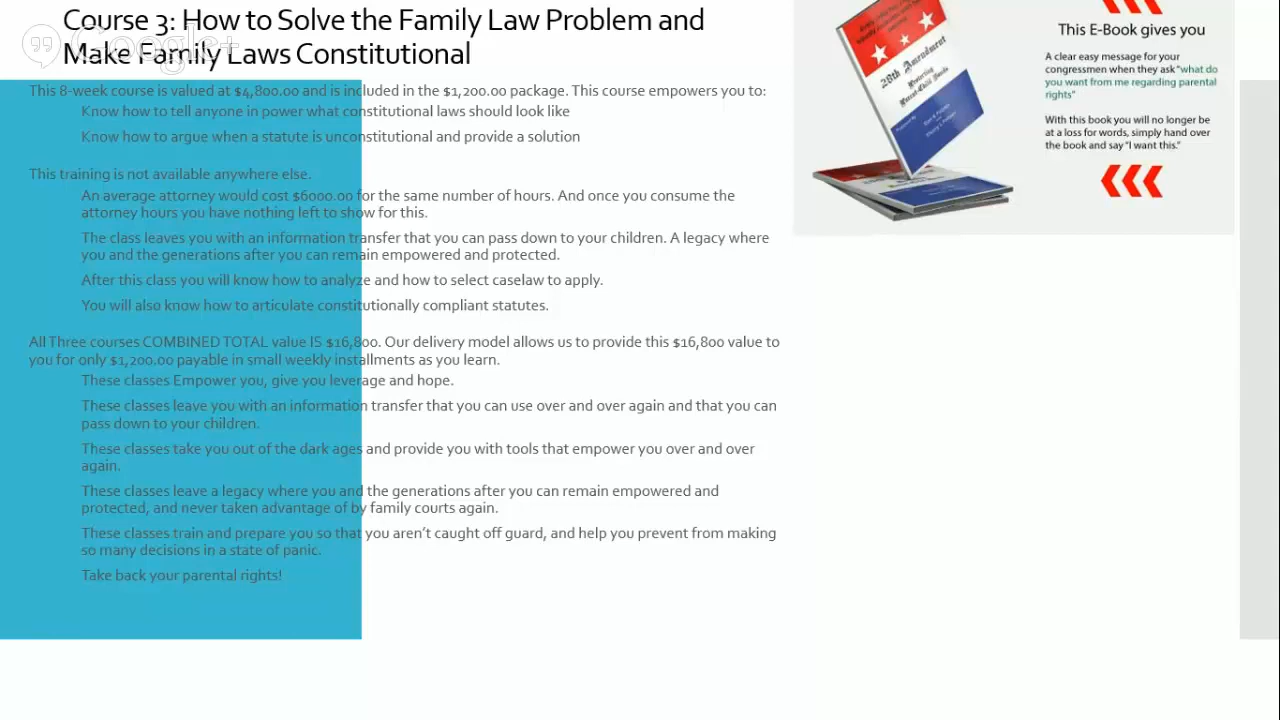 Course 3: How to Solve the Family Law Problem and
Make Family Laws Constitutional
Google+
This 8-week course is valued at $4,800.00 and is included in the $1,200.00 package. This course empowers you to:
Know how to tell anyone in power what constitutional laws should look like
Know how to argue when a statute is unconstitutional and provide a solution
This training is not available anywhere else.
An average attorney would cost $6000.00 for the same number of hours. And once you consume the
attorney hours you have nothing left to show for this.
The class leaves you with an information transfer that you can pass down to your children. A legacy where
you and the generations after you can remain empowered and protected.
After this class you will know how to analyze and how to select caselaw to apply.
You will also know how to articulate constitutionally compliant statutes.
All Three courses COMBINED TOTAL value IS $16,800. Our delivery model allows us to provide this $16,800 value to
you for only $1,200.00 payable in small weekly installments as you learn.
These classes Empower you, give you leverage and hope.
These classes leave you with an information transfer that you can use over and over again and that you can
pass down to your children.
These classes take you out of the dark ages and provide you with tools that empower you over and over
again.
These classes leave a legacy where you and the generations after you can remain empowered and
protected, and never taken advantage of by family courts again.
These classes train and prepare you so that you aren't caught off guard, and help you prevent from making
so many decisions in a state of panic.
Take back your parental rights!
28th Amendment
Protecting
Parent-Child Bonds
This E-Book gives you
A clear easy message for your
congressmen when they ask "what do
you want from me regarding parental
rights"
With this book you will no longer be
at a loss for words, simply hand over
the book and say "I want this."